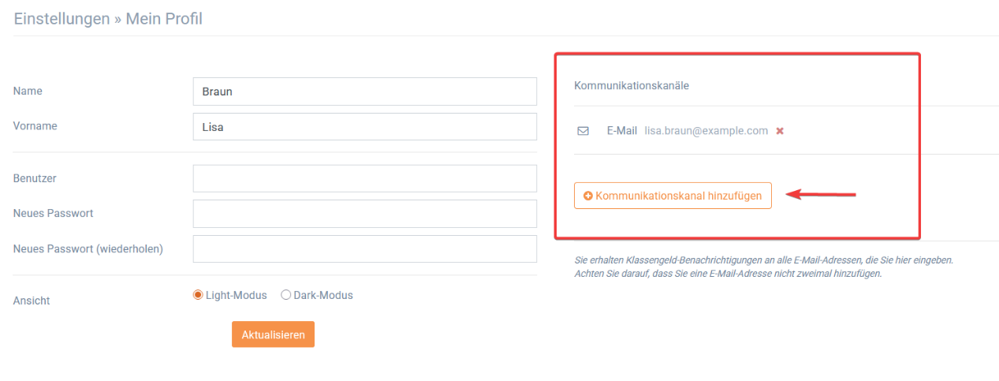 Einstellungen » Mein Profil
Name
Braun
Vorname
Lisa
Benutzer
Neues Passwort
Neues Passwort (wiederholen)
Ansicht
Light-Modus Dark-Modus
Aktualisieren
Kommunikationskanäle
E-Mail lisa.braun@example.com
Kommunikationskanal hinzufügen
Sie erhalten Klassengeld-Benachrichtigungen an alle E-Mail-Adressen, die Sie hier eingeben.
Achten Sie darauf, dass Sie eine E-Mail-Adresse nicht zweimal hinzufügen.